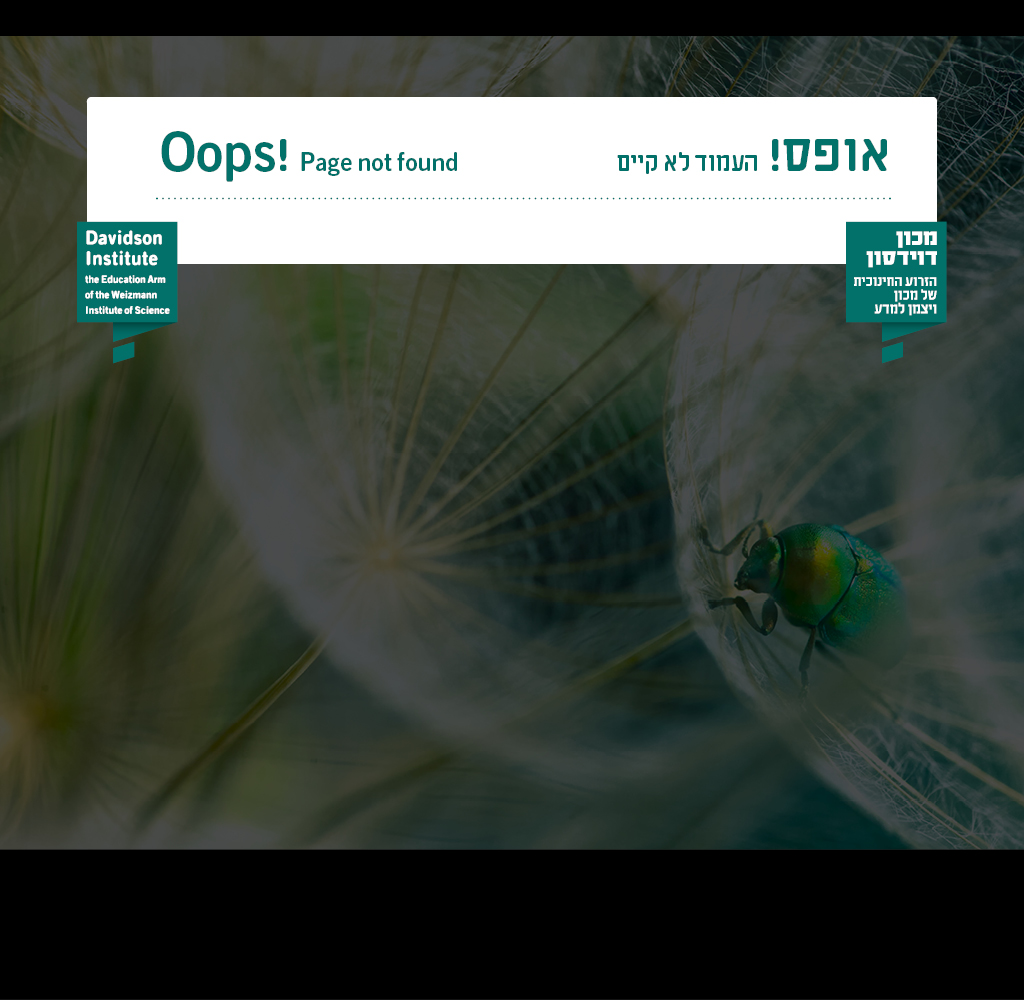 Oops! Page not found
אופס! העמוד לא קיים
Davidson
Institute
the Education Arm
of the Weizmann
Institute of Science
מכון
דוידסון
הזרוע החינוכית
של מכון
ויצמן למדע